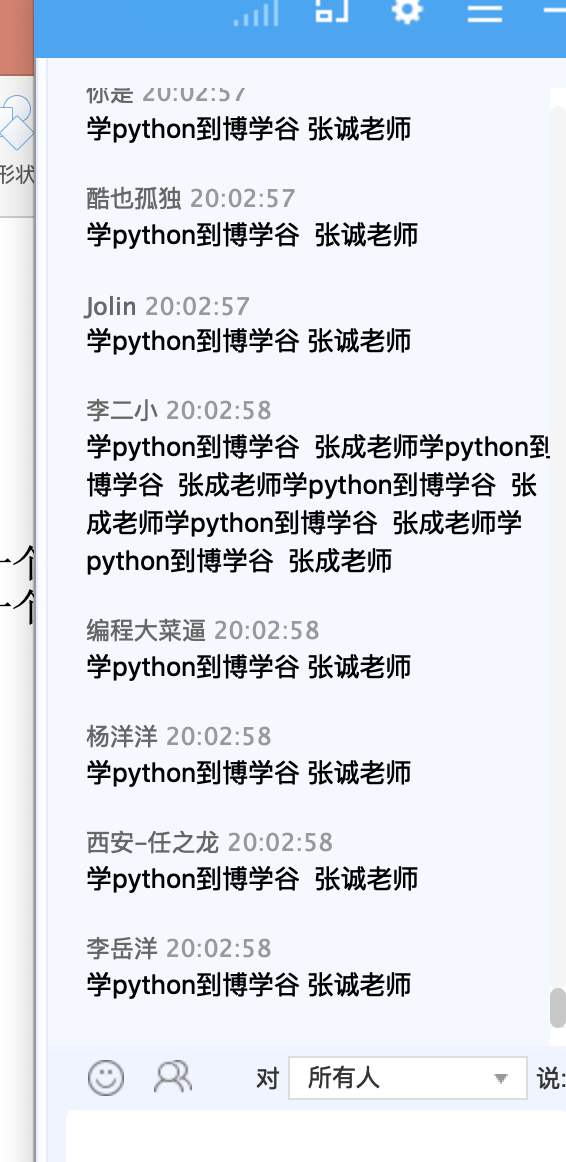 你是 20:02:57
学python到博学谷 张诚老师
形状
酷也孤独 20:02:57
学python到博学谷  张诚老师
Jolin 20:02:57
学python到博学谷 张诚老师
李二小 20:02:58
学python到博学谷  张成老师学python到
博学谷  张成老师学python到博学谷  张
成老师学python到博学谷  张成老师学
python到博学谷  张成老师
一个
一个
编程大菜逼 20:02:58
学python到博学谷 张诚老师
杨洋洋 20:02:58
学python到博学谷 张诚老师
西安-任之龙 20:02:58
学python到博学谷  张诚老师
李岳洋 20:02:58
学python到博学谷 张诚老师
对 所有人 说: